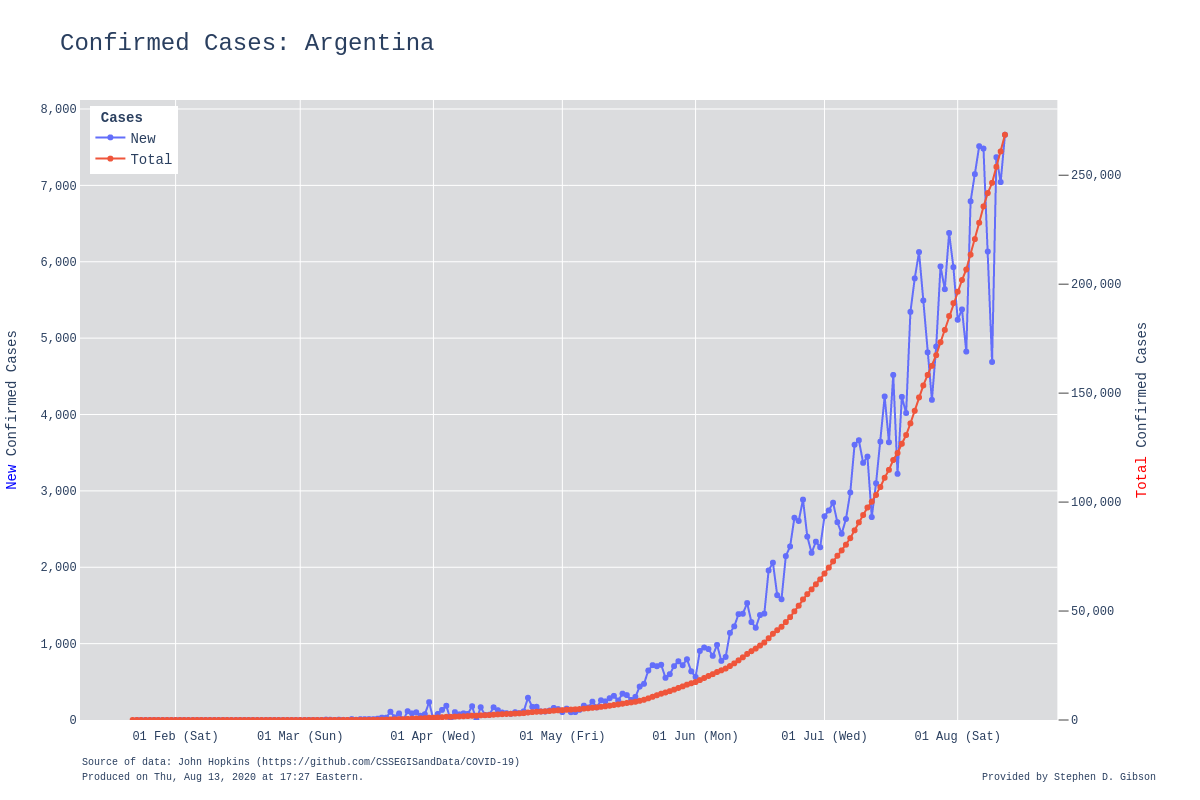 Confirmed Cases: Argentina
Cases
New
Total
8,000
7,000
6,000
5,000
4,000
3,000
2,000
1,000
0
New Confirmed Cases
250,000
200,000
150,000
100,000
50,000
0
Total Confirmed Cases
01 Feb (Sat) 01 Mar (Sun) 01 Apr (Wed) 01 May (Fri) 01 Jun (Mon) 01 Jul (Wed) 01 Aug (Sat)
Source of data: John Hopkins (https://github.com/CSSEGISandData/COVID-19)
Produced on Thu, Aug 13, 2020 at 17:27 Eastern.
Provided by Stephen D. Gibson